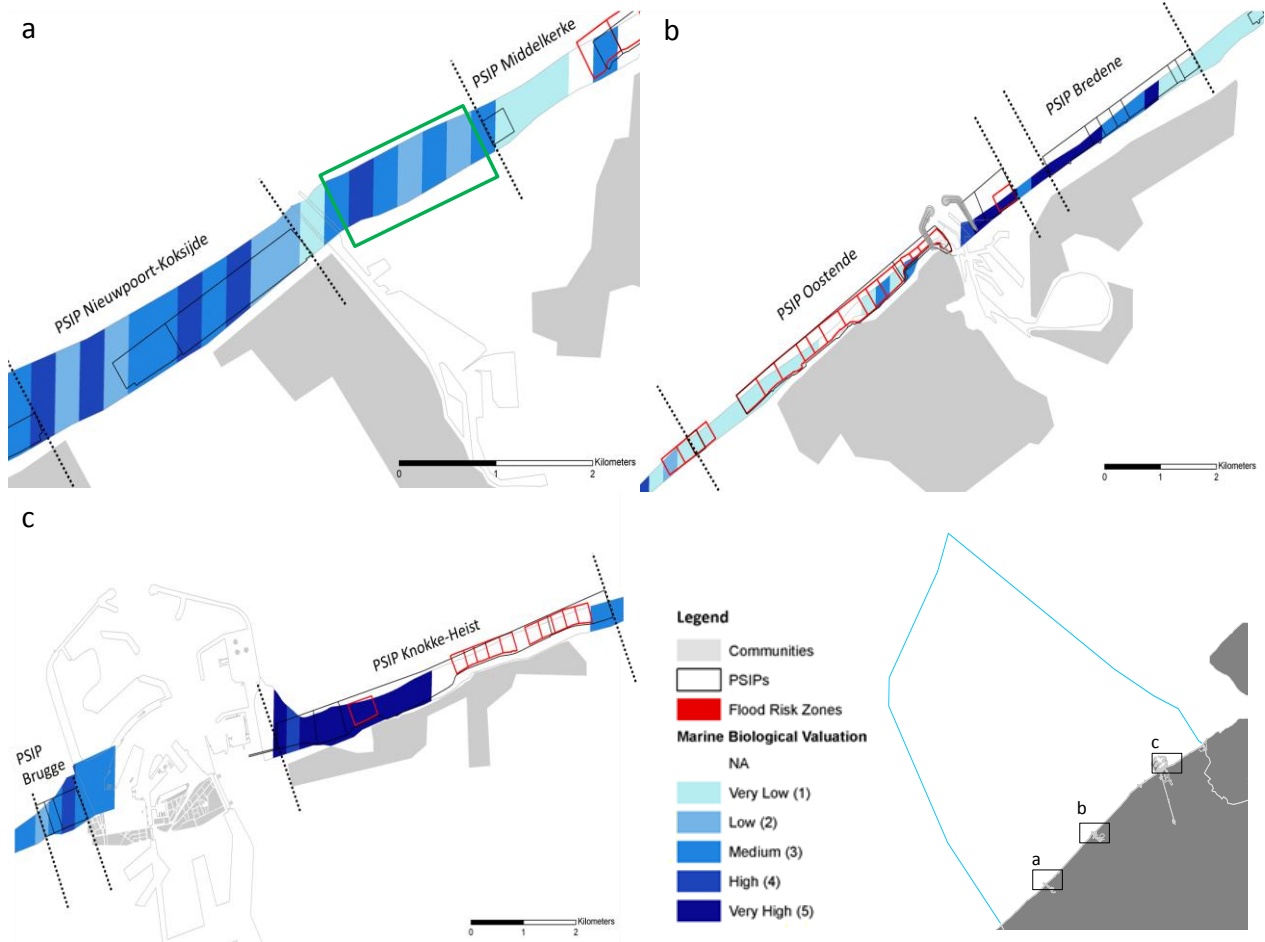 a
PSIP Nieuwpoort-Koksijde
PSIP Middelkerke
0 1 2 Kilometers
b
PSIP Oostende
PSIP Bredene
0 1 2 Kilometers
c
PSIP
Brugge
PSIP Knokke-Heist
0 1 2 Kilometers
Legend
Communities
PSIPs
Flood Risk Zones
Marine Biological Valuation
NA
Very Low (1)
Low (2)
Medium (3)
High (4)
Very High (5)
c
b
a